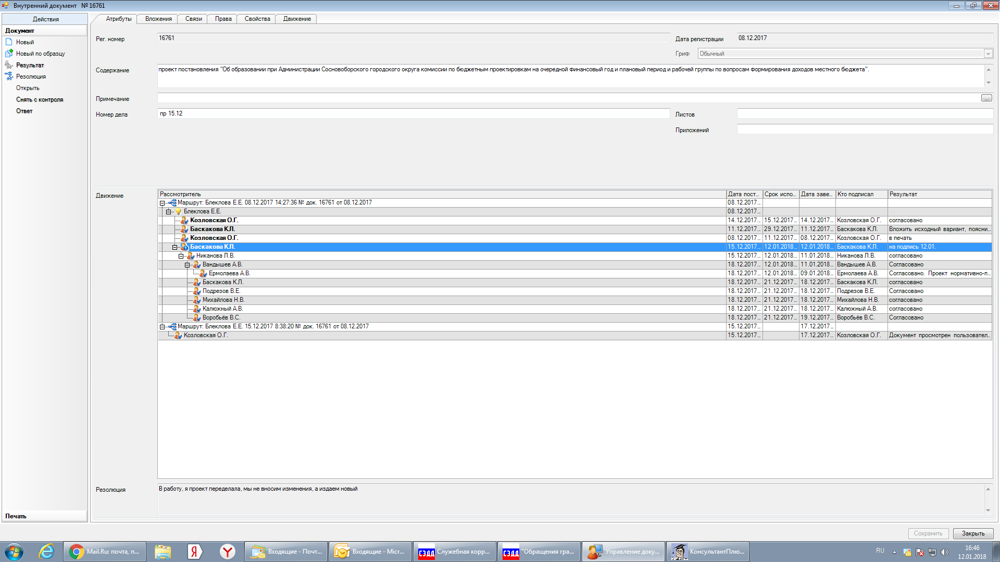 Внутренний документ № 16761
Действия
Документ
Новый
Новый по образцу
Результат
Резолюция
Открыть
Снять с контроля
Ответ
Печать
Атрибуты Вложения Связи Права Свойства Движение
Рег. номер 16761 Дата регистрации 08.12.2017
Гриф Обычный
Содержание проект постановления "Об образовании при Администрации Сосновоборского городского округа комиссии по бюджетным проектировкам на очередной финансовый год и плановый период и рабочей группы по вопросам формирования доходов местного бюджета".
Примечание ...
Номер дела пр 15.12 Листов
Приложений
Движение
Рассмотритель Дата пост... Срок испо... Дата заве... Кто подписал Результат
Маршрут: Блеклова Е.Е. 08.12.2017 14:27:36 № док. 16761 от 08.12.2017 08.12.2017...
Блеклова Е.Е. 08.12.2017...
Козловская О.Г. 14.12.2017... 15.12.2017... 14.12.2017... Козловская О.Г. согласовано
Баскакова К.Л. 11.12.2017... 29.12.2017... 11.12.2017... Баскакова К.Л. Вложить исходный вариант, поясни...
Козловская О.Г. 08.12.2017... 11.12.2017... 08.12.2017... Козловская О.Г. в печать
Баскакова К.Л. 15.12.2017... 12.01.2018... 12.01.2018... Баскакова К.Л. на подпись 12.01.
Никанова Л.В. 15.12.2017... 12.01.2018... 11.01.2018... Никанова Л.В. согласовано
Вандышев А.В. 18.12.2017... 12.01.2018... 11.01.2018... Вандышев А.В. Согласовано
Ермолаева А.В. 18.12.2017... 12.01.2018... 09.01.2018... Ермолаева А.В. Согласовано. Проект нормативно-п...
Баскакова К.Л. 18.12.2017... 21.12.2017... 18.12.2017... Баскакова К.Л. согласовано
Подрезов В.Е. 18.12.2017... 21.12.2017... 18.12.2017... Подрезов В.Е. Согласовано
Михайлова Н.В. 18.12.2017... 21.12.2017... 18.12.2017... Михайлова Н.В. согласовано
Калюжный А.В. 18.12.2017... 21.12.2017... 18.12.2017... Калюжный А.В. согласовано
Воробьёв В.С. 18.12.2017... 21.12.2017... 19.12.2017... Воробьёв В.С. Согласовано
Маршрут: Блеклова Е.Е. 15.12.2017 8:38:20 № док. 16761 от 08.12.2017 15.12.2017... 17.12.2017...
Козловская О.Г. 15.12.2017... 17.12.2017... Козловская О.Г. Документ просмотрен пользовател...
Резолюция В работу, я проект переделала, мы не вносим изменения, а издаем новый
Сохранить Закрыть
Mail.Ru: почта, п... Я Y Входящие - Почт... Входящие - Micr... СЭДД Служебная корр... СЭДД "Обращения гра... Управление доку... КонсультантПлю... RU 16:46
12.01.2018